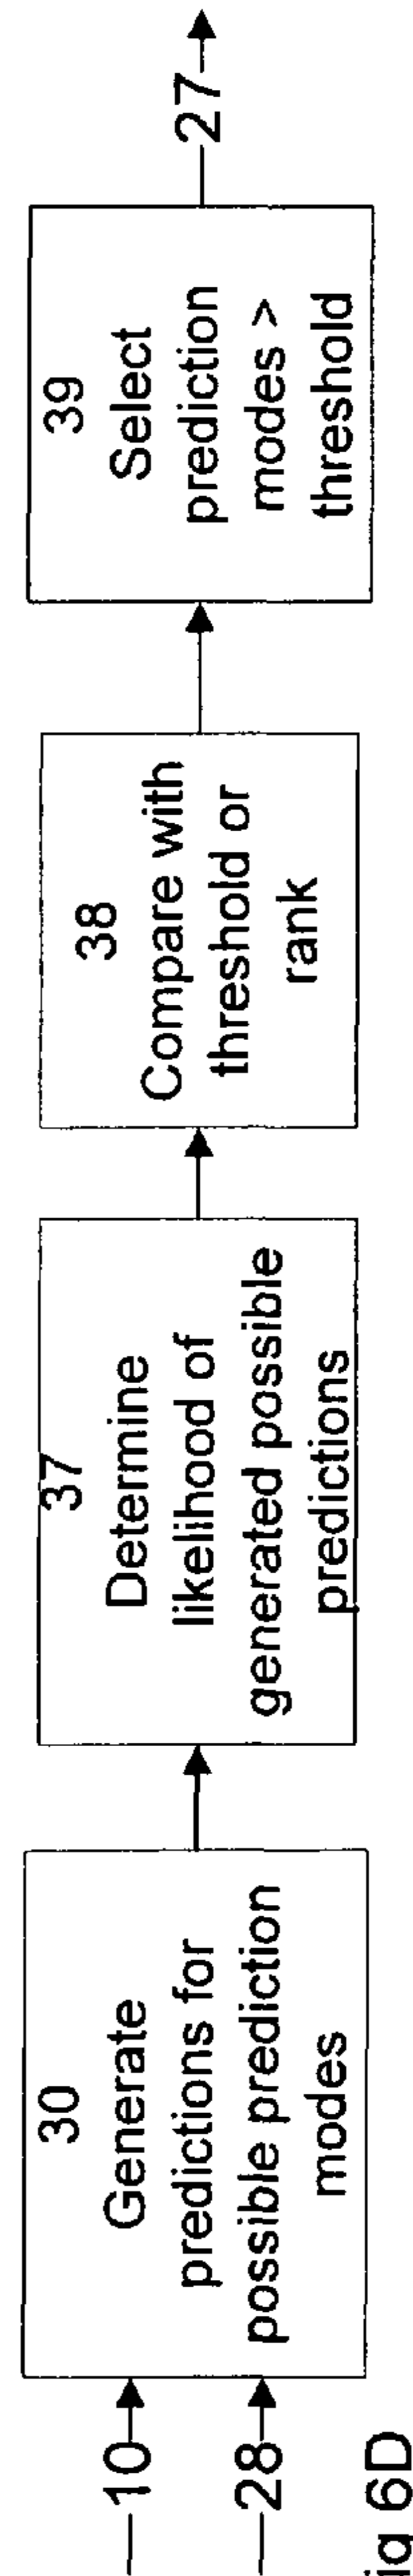 10
28
30
Generate
predictions for
possible prediction
modes
37
Determine
likelihood of
generated possible
predictions
38
Compare with
threshold or
rank
39
Select
prediction
modes >
threshold
27
ig 6D